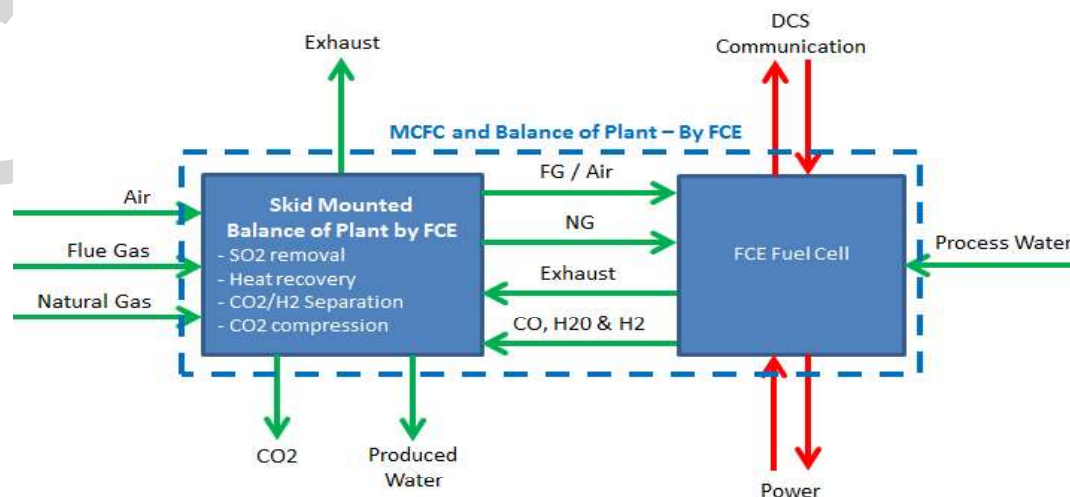 Exhaust
DCS
Communication
MCFC and Balance of Plant – By FCE
Air
Flue Gas
Natural Gas
Skid Mounted
Balance of Plant by FCE
- SO2 removal
- Heat recovery
- CO2/H2 Separation
- CO2 compression
FG / Air
NG
Exhaust
CO, H20 & H2
FCE Fuel Cell
Process Water
CO2
Produced
Water
Power